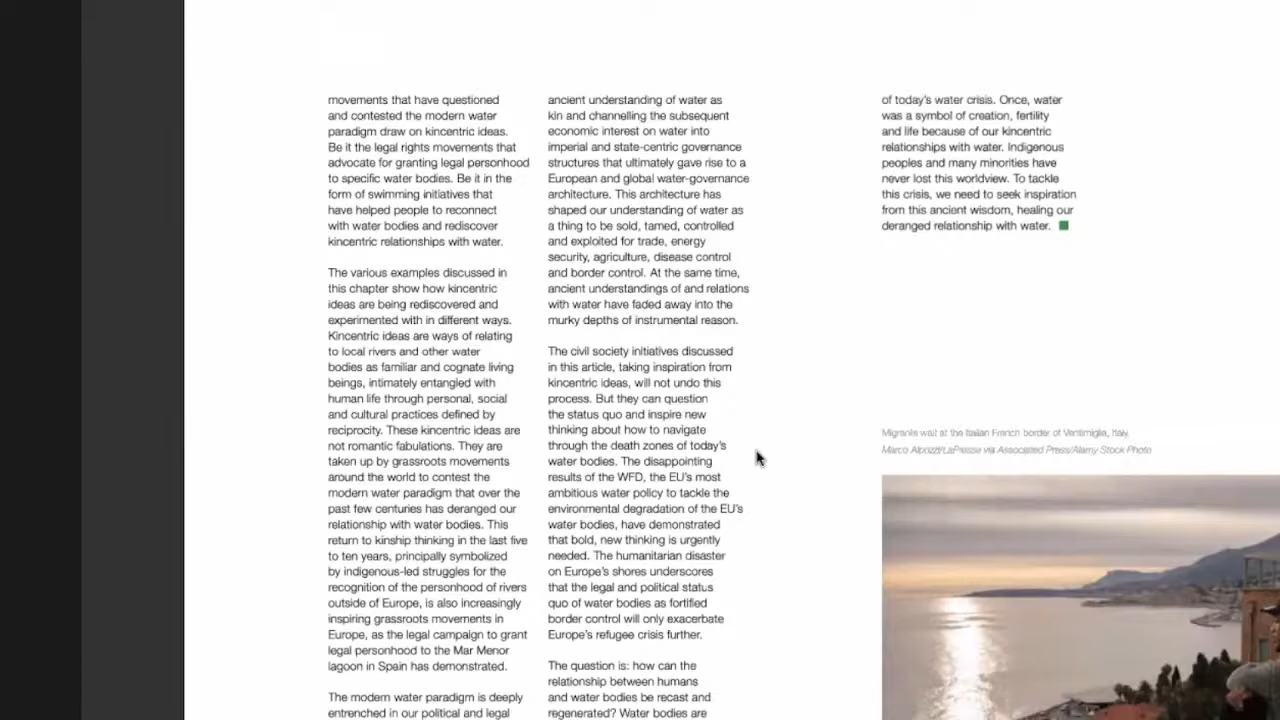 movements that have questioned
and contested the modern water
paradigm draw on kincentric ideas.
Be it the legal rights movements that
advocate for granting legal personhood
to specific water bodies. Be it in the
form of swimming initiatives that
have helped people to reconnect
with water bodies and rediscover
kincentric relationships with water.
The various examples discussed in
this chapter show how kincentric
ideas are being rediscovered and
experimented with in different ways.
Kincentric ideas are ways of relating
to local rivers and other water
bodies as familiar and cognate living
beings, intimately entangled with
human life through personal, social
and cultural practices defined by
reciprocity. These kincentric ideas are
not romantic fabulations. They are
taken up by grassroots movements
around the world to contest the
modern water paradigm that over the
past few centuries has deranged our
relationship with water bodies. This
return to kinship thinking in the last five
to ten years, principally symbolized
by indigenous-led struggles for the
recognition of the personhood of rivers
outside of Europe, is also increasingly
inspiring grassroots movements in
Europe, as the legal campaign to grant
legal personhood to the Mar Menor
lagoon in Spain has demonstrated.
The modern water paradigm is deeply
entrenched in our political and legal
ancient understanding of water as
kin and channelling the subsequent
economic interest on water into
imperial and state-centric governance
structures that ultimately gave rise to a
European and global water-governance
architecture. This architecture has
shaped our understanding of water as
a thing to be sold, tamed, controlled
and exploited for trade, energy
security, agriculture, disease control
and border control. At the same time,
ancient understandings of and relations
with water have faded away into the
murky depths of instrumental reason.
The civil society initiatives discussed
in this article, taking inspiration from
kincentric ideas, will not undo this
process. But they can question
the status quo and inspire new
thinking about how to navigate
through the death zones of today's
water bodies. The disappointing
results of the WFD, the EU's most
ambitious water policy to tackle the
environmental degradation of the EU's
water bodies, have demonstrated
that bold, new thinking is urgently
needed. The humanitarian disaster
on Europe's shores underscores
that the legal and political status
quo of water bodies as fortified
border control will only exacerbate
Europe's refugee crisis further.
The question is: how can the
relationship between humans
and water bodies be recast and
regenerated? Water bodies are
of today's water crisis. Once, water
was a symbol of creation, fertility
and life because of our kincentric
relationships with water. Indigenous
peoples and many minorities have
never lost this worldview. To tackle
this crisis, we need to seek inspiration
from this ancient wisdom, healing our
deranged relationship with water.
Migrants wait at the Italian French border of Ventimiglia, Italy.
Marco Alpozzi/LaPresse via Associated Press/Alamy Stock Photo